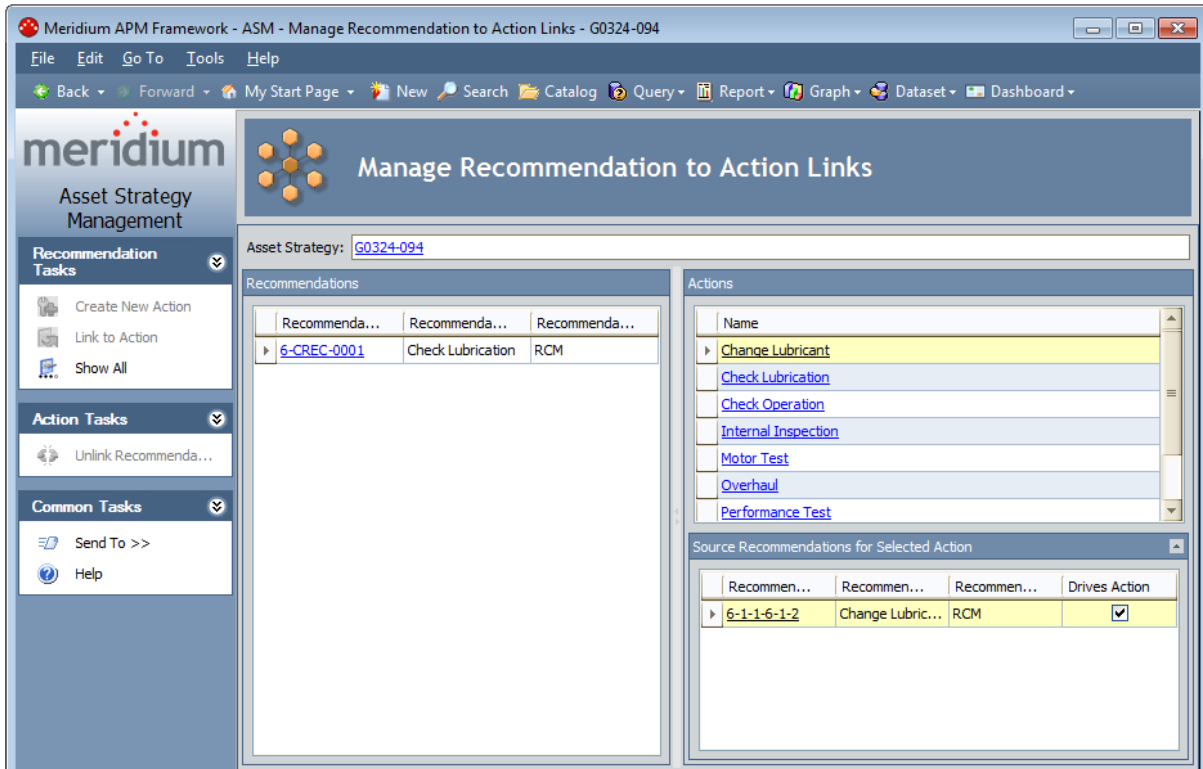 Meridium APM Framework - ASM - Manage Recommendation to Action Links - G0324-094
File Edit Go To Tools Help
Back Forward My Start Page New Search Catalog Query Report Graph Dataset Dashboard
meridium
Asset Strategy
Management
Recommendation
Tasks
Create New Action
Link to Action
Show All
Action Tasks
Unlink Recommenda...
Common Tasks
Send To >>
Help
Manage Recommendation to Action Links
Asset Strategy: G0324-094
Recommendations
Recommenda... Recommenda... Recommenda...
6-CREC-0001 Check Lubrication RCM
Actions
Name
Change Lubricant
Check Lubrication
Check Operation
Internal Inspection
Motor Test
Overhaul
Performance Test
Source Recommendations for Selected Action
Recommen... Recommen... Recommen... Drives Action
6-1-1-6-1-2 Change Lubric... RCM